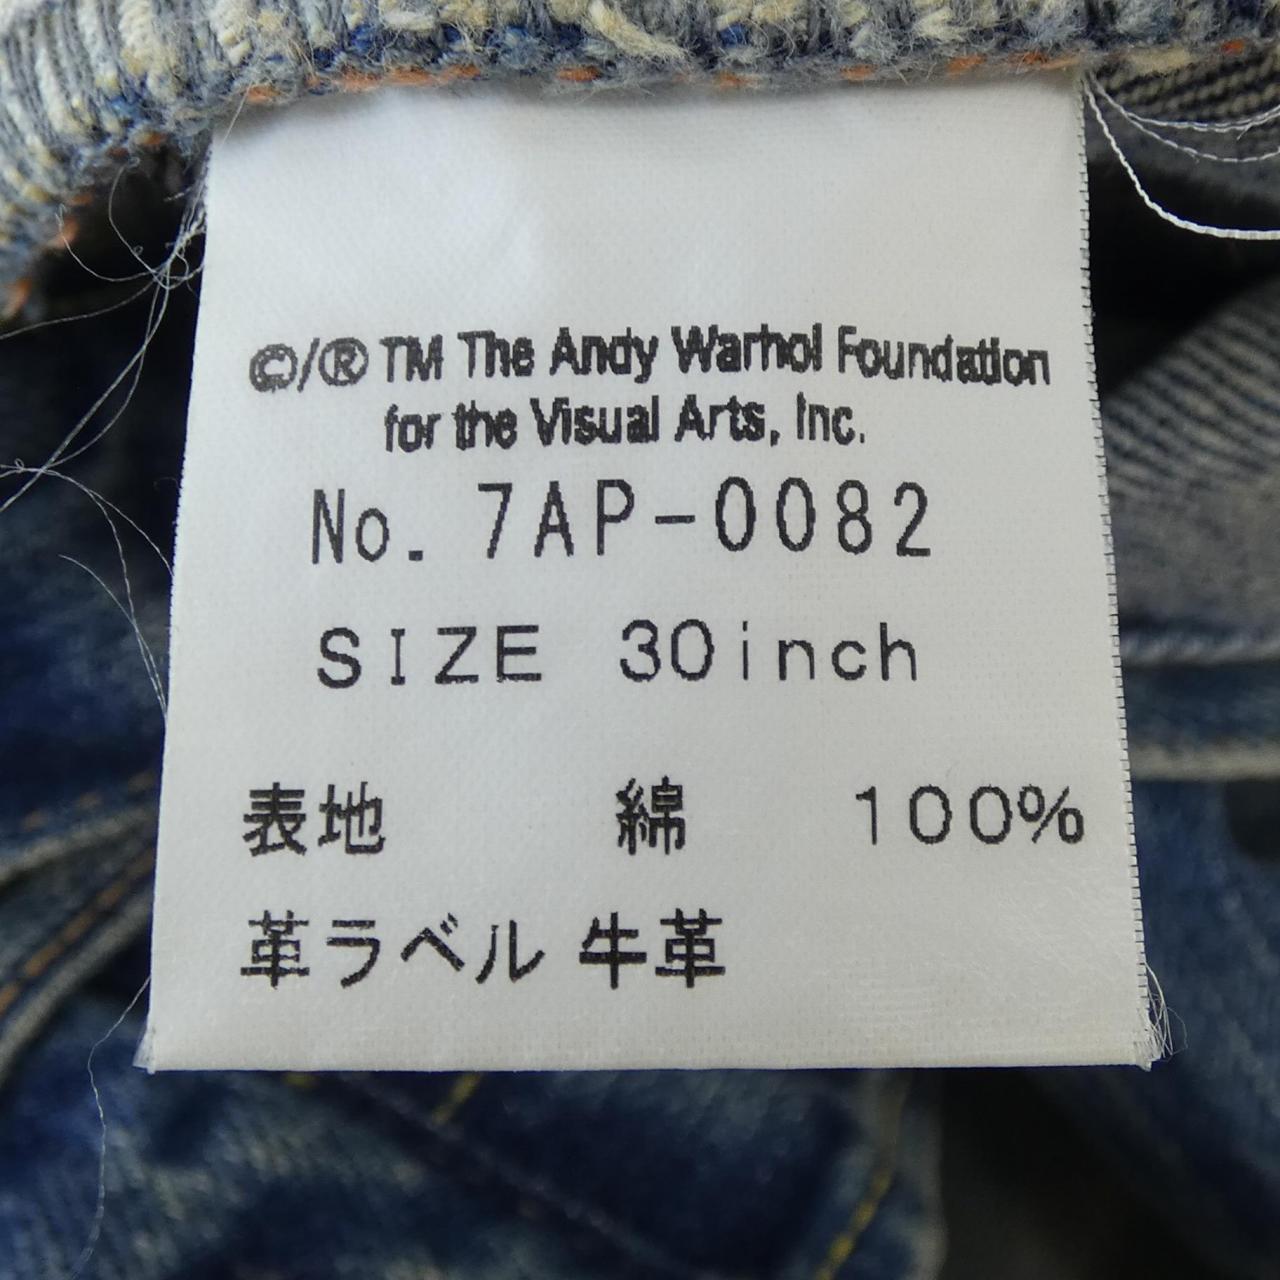 ©/® TM The Andy Warhol Foundation
for the Visual Arts, Inc.
No. 7AP-0082
SIZE 30inch
表地 綿 100%
革ラベル 牛革